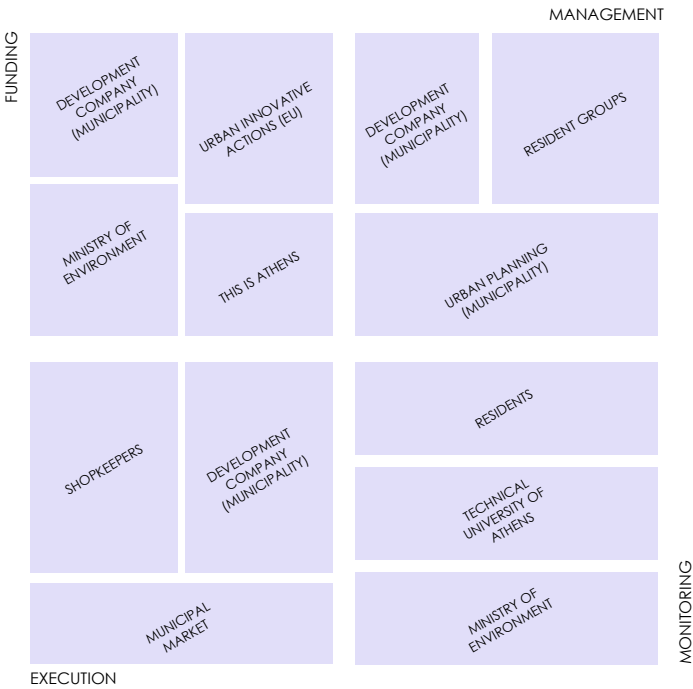 MANAGEMENT
FUNDING
DEVELOPMENT
COMPANY
(MUNICIPALITY)
URBAN INNOVATIVE
ACTIONS (EU)
DEVELOPMENT
COMPANY
(MUNICIPALITY)
RESIDENT GROUPS
MINISTRY OF
ENVIRONMENT
THIS IS ATHENS
URBAN PLANNING
(MUNICIPALITY)
SHOPKEEPERS
DEVELOPMENT
COMPANY
(MUNICIPALITY)
RESIDENTS
TECHNICAL
UNIVERSITY OF
ATHENS
MUNICIPAL
MARKET
MINISTRY OF
ENVIRONMENT
MONITORING
EXECUTION